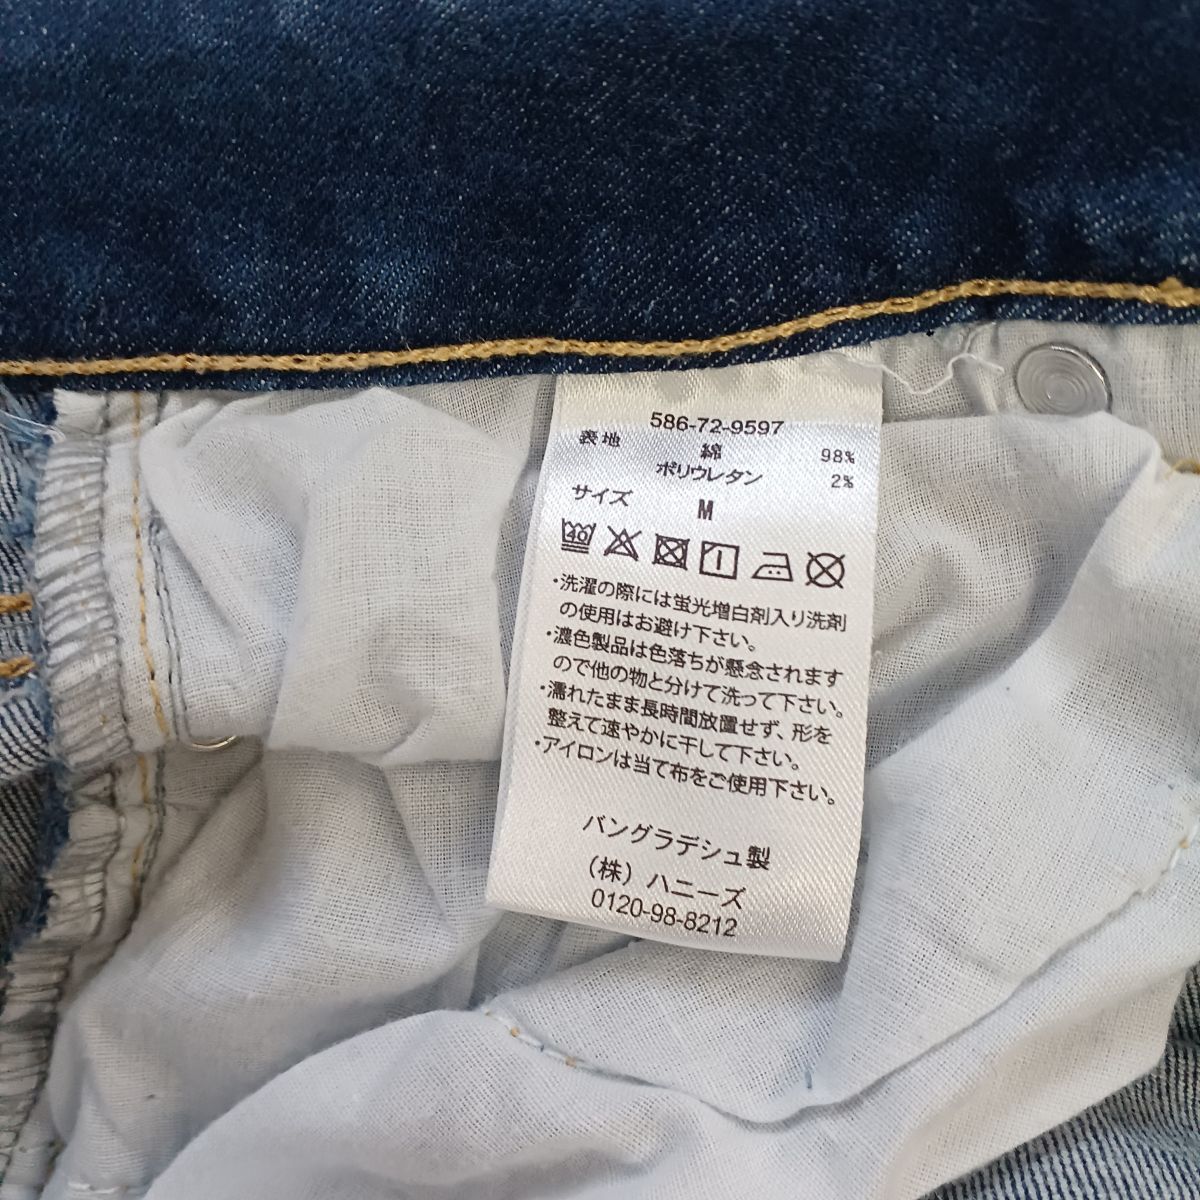 586-72-9597
表地 綿 98%
ポリウレタン 2%
サイズ M
40
・洗濯の際には蛍光増白剤入り洗剤
の使用はお避け下さい。
・濃色製品は色落ちが懸念されます
ので他の物と分けて洗って下さい。
・濡れたまま長時間放置せず、形を
整えて速やかに干して下さい。
・アイロンは当て布をご使用下さい。
バングラデシュ製
(株)ハニーズ
0120-98-8212